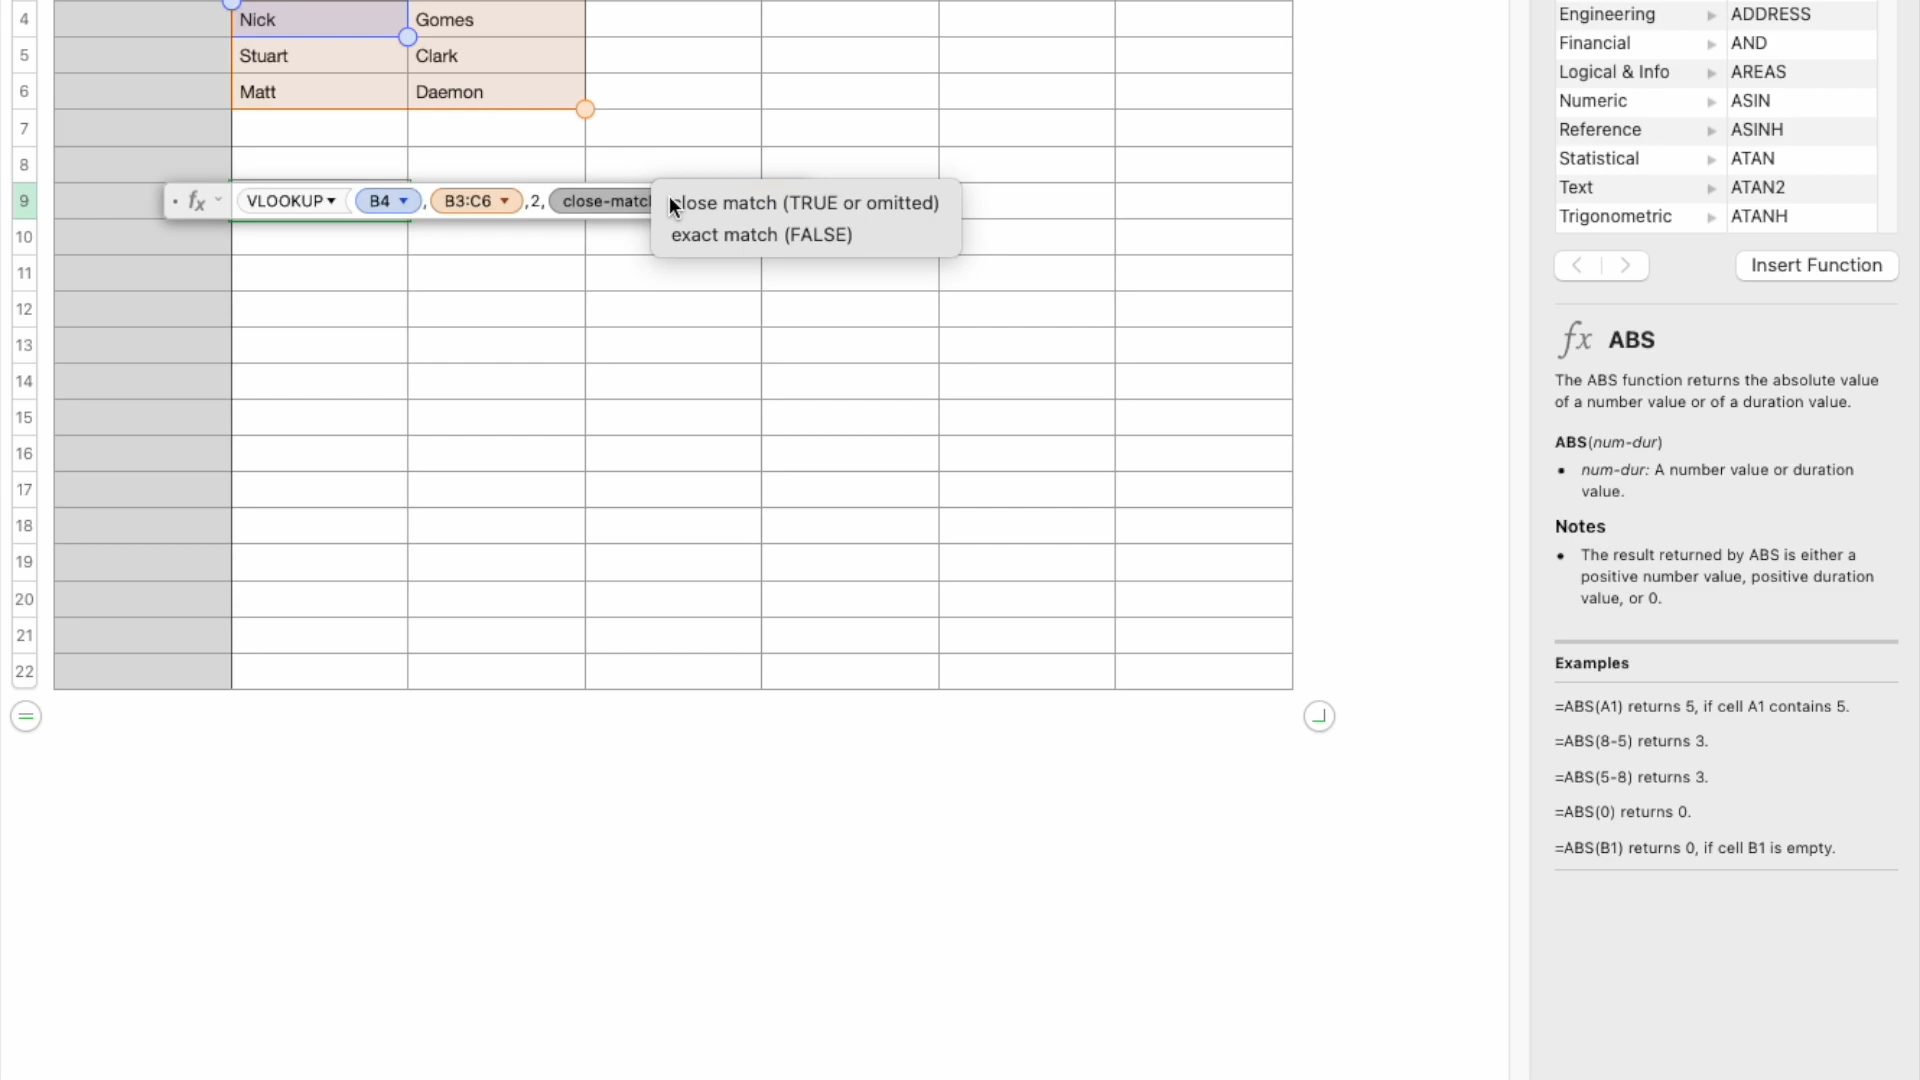 4 Nick Gomes
5 Stuart Clark
6 Matt Daemon
7
8
9 fx VLOOKUP B4 , B3:C6 ,2, close-match
close match (TRUE or omitted)
exact match (FALSE)
10
11
12
13
14
15
16
17
18
19
20
21
22
Engineering ADDRESS
Financial AND
Logical & Info AREAS
Numeric ASIN
Reference ASINH
Statistical ATAN
Text ATAN2
Trigonometric ATANH
Insert Function
fx ABS
The ABS function returns the absolute value
of a number value or of a duration value.
ABS(num-dur)
• num-dur: A number value or duration
value.
Notes
• The result returned by ABS is either a
positive number value, positive duration
value, or 0.
Examples
=ABS(A1) returns 5, if cell A1 contains 5.
=ABS(8-5) returns 3.
=ABS(5-8) returns 3.
=ABS(0) returns 0.
=ABS(B1) returns 0, if cell B1 is empty.